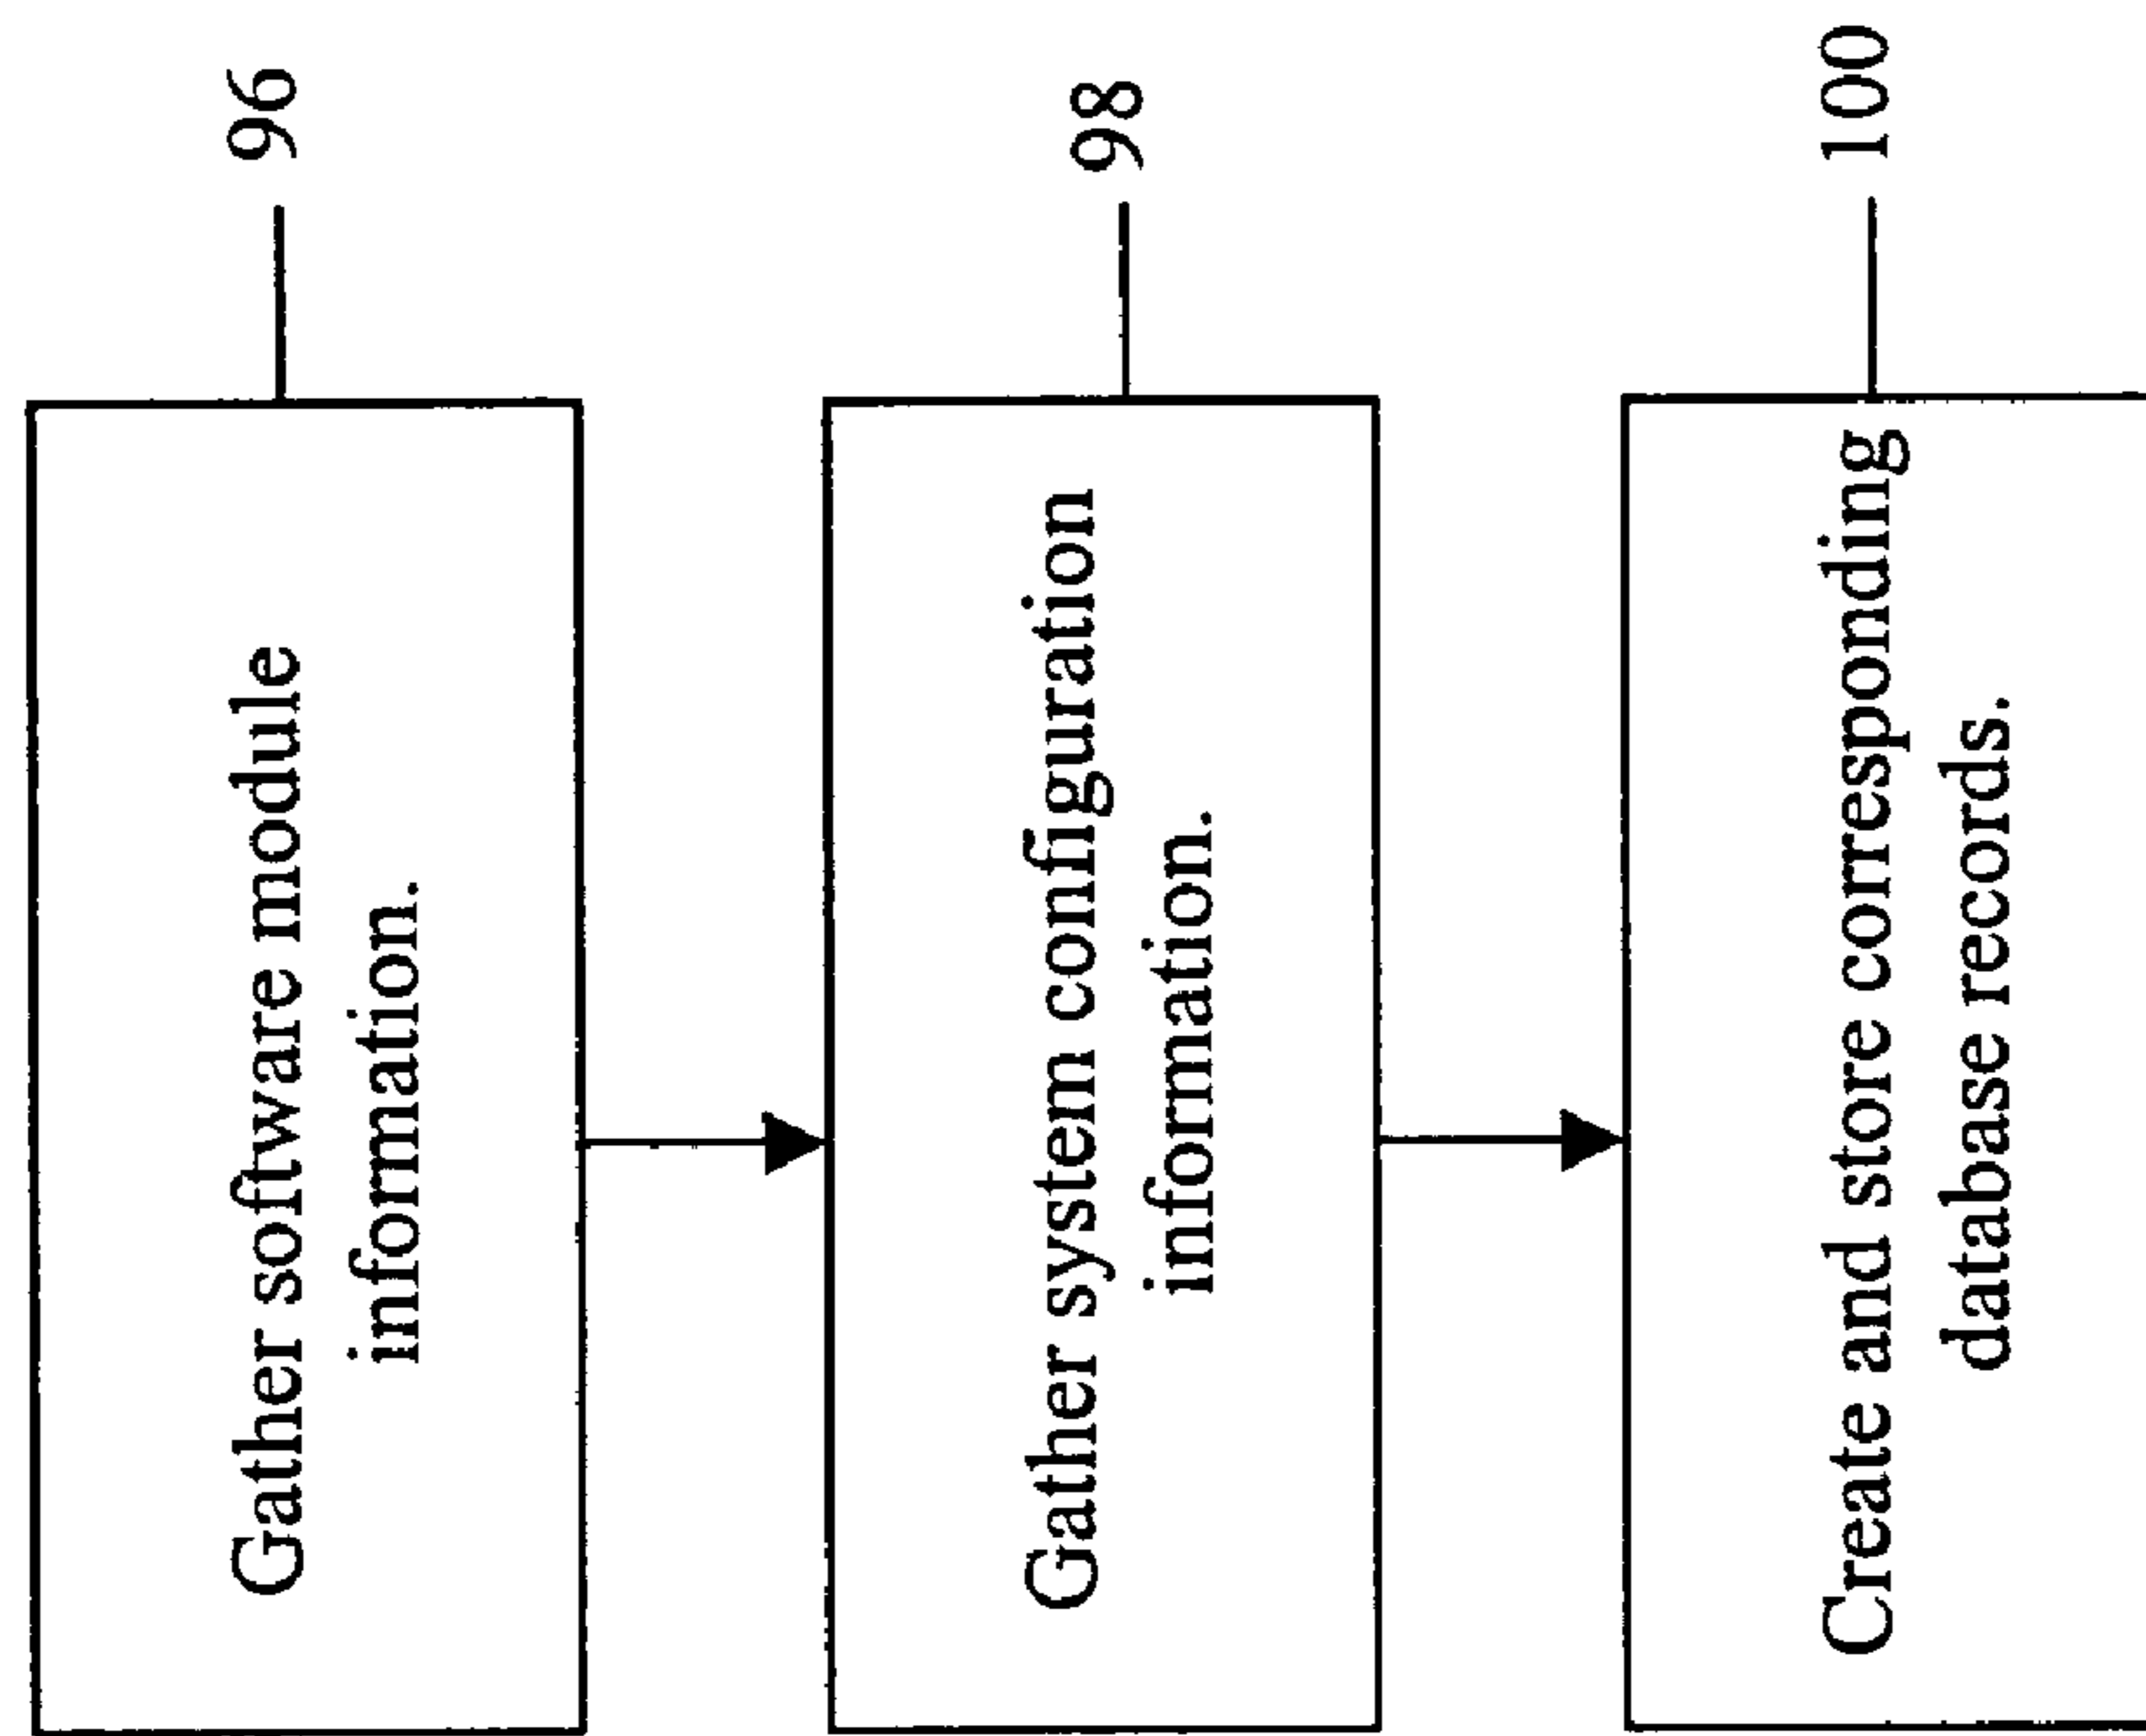 Gather software module
information.
96
Gather system configuration
information.
98
Create and store corresponding
database records.
100